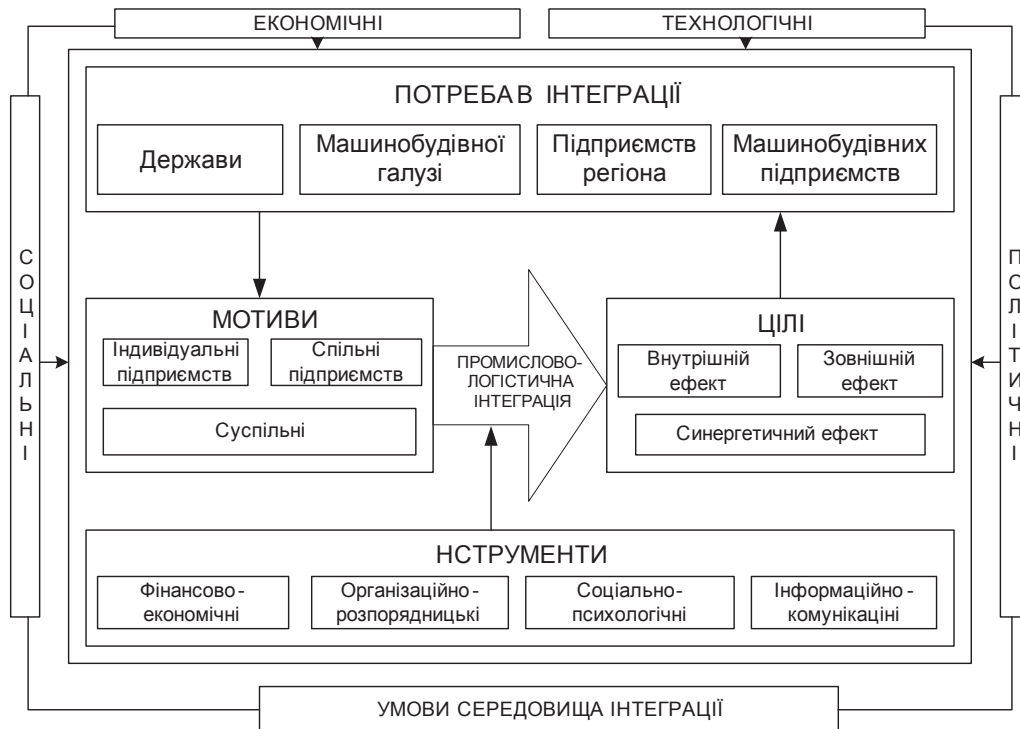 ЕКОНОМІЧНІ
ТЕХНОЛОГІЧНІ
ПОТРЕБА В ІНТЕГРАЦІЇ
Держави
Машинобудівної
галузі
Підприємств
регіона
Машинобудівних
підприємств
СОЦІАЛЬНІ
ПОЛІТИЧНІ
МОТИВИ
Індивідуальні
підприємств
Спільні
підприємств
Суспільні
ПРОМИСЛОВО-
ЛОГІСТИЧНА
ІНТЕГРАЦІЯ
ЦІЛІ
Внутрішній
ефект
Зовнішній
ефект
Синергетичний ефект
НСТРУМЕНТИ
Фінансово-
економічні
Організаційно-
розпорядницькі
Соціально-
психологічні
Інформаційно-
комунікаціні
УМОВИ СЕРЕДОВИЩА ІНТЕГРАЦІЇ